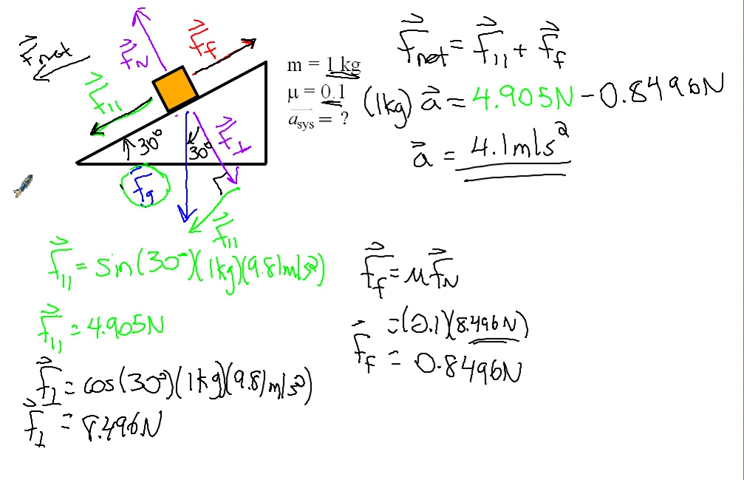 F⃗net
F⃗N
F⃗f
F⃗||
30°
30°
F⃗⊥
F⃗g
F⃗||
m = 1 kg
μ = 0.1
a⃗sys = ?
F⃗net = F⃗|| + F⃗f
(1kg) a⃗ = 4.905N - 0.8496N
a⃗ = 4.1m/s²
F⃗|| = sin(30°)(1kg)(9.81m/s²)
F⃗|| = 4.905N
F⃗⊥ = cos(30°)(1kg)(9.81m/s²)
F⃗⊥ = 8.496N
F⃗f = μF⃗N
= (0.1)(8.496N)
F⃗f = 0.8496N